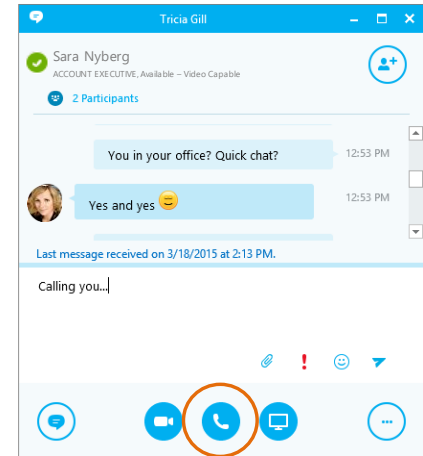 Tricia Gill
Sara Nyberg
ACCOUNT EXECUTIVE, Available – Video Capable
2 Participants
You in your office? Quick chat?
12:53 PM
Yes and yes
12:53 PM
Last message received on 3/18/2015 at 2:13 PM.
Calling you...